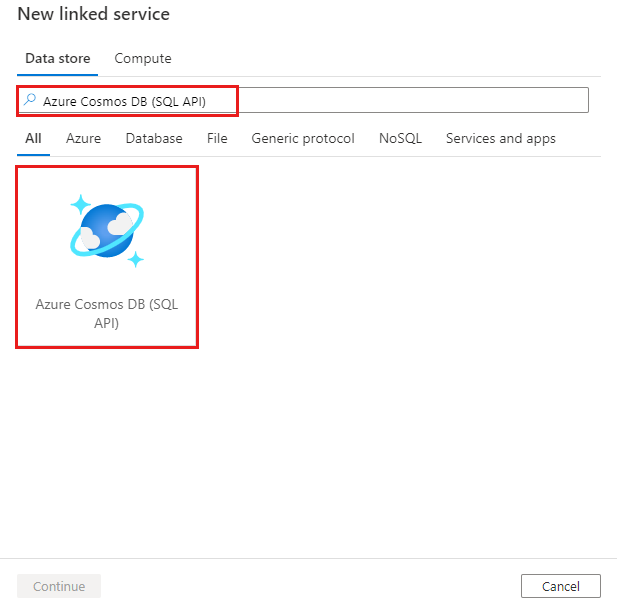 New linked service
Data store Compute
Azure Cosmos DB (SQL API)
All Azure Database File Generic protocol NoSQL Services and apps
Azure Cosmos DB (SQL
API)
Continue Cancel